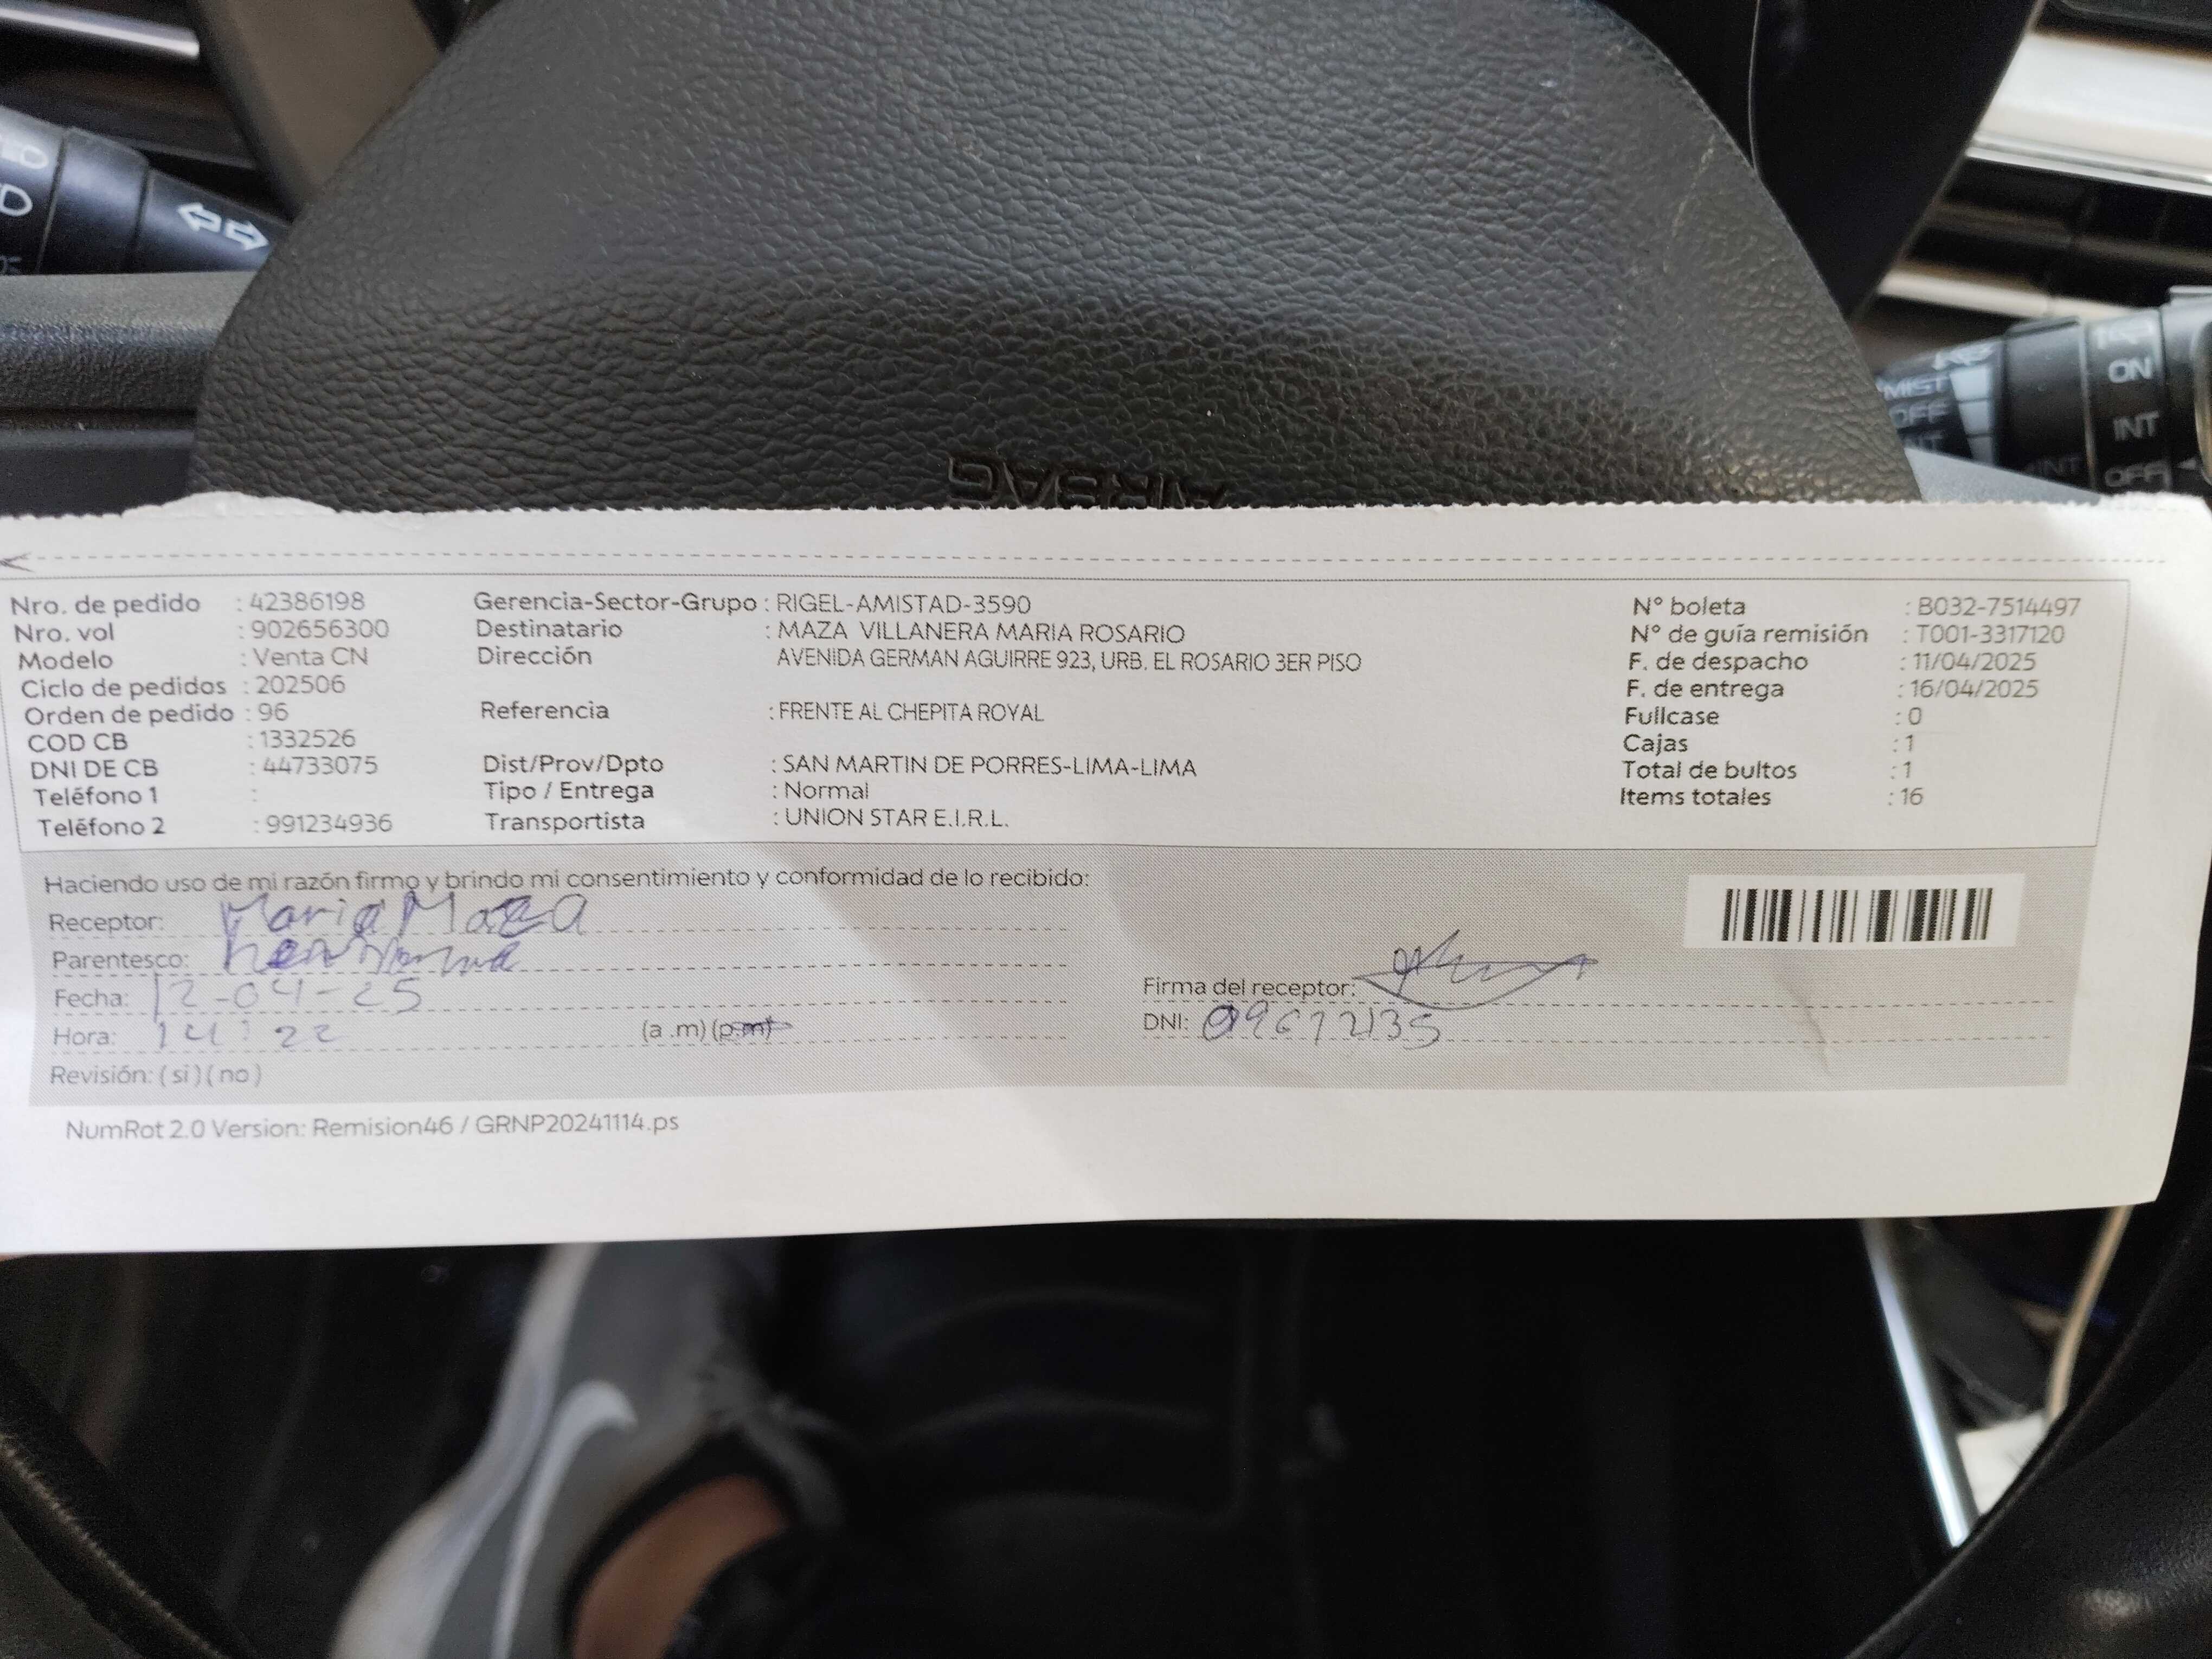 AIRBAG
MIST
OFF
INT
ON
INT
OFF
Nro. de pedido : 42386198 Gerencia-Sector-Grupo : RIGEL-AMISTAD-3590 N° boleta : B032-7514497
Nro. vol : 902656300 Destinatario : MAZA VILLANERA MARIA ROSARIO N° de guía remisión : T001-3317120
Modelo : Venta CN Dirección AVENIDA GERMAN AGUIRRE 923, URB. EL ROSARIO 3ER PISO F. de despacho : 11/04/2025
Ciclo de pedidos : 202506 F. de entrega : 16/04/2025
Orden de pedido : 96 Referencia : FRENTE AL CHEPITA ROYAL Fullcase : 0
COD CB : 1332526 Cajas : 1
DNI DE CB : 44733075 Dist/Prov/Dpto : SAN MARTIN DE PORRES-LIMA-LIMA Total de bultos : 1
Teléfono 1 : Tipo / Entrega : Normal Items totales : 16
Teléfono 2 : 991234936 Transportista : UNION STAR E.I.R.L.
Haciendo uso de mi razón firmo y brindo mi consentimiento y conformidad de lo recibido:
Receptor: Maria Maza
Parentesco:
Fecha: 12-04-25 Firma del receptor:
Hora: 14:22 (a .m) (p.m) DNI: 09672135
Revisión: ( si ) ( no )
NumRot 2.0 Version: Remision46 / GRNP20241114.ps